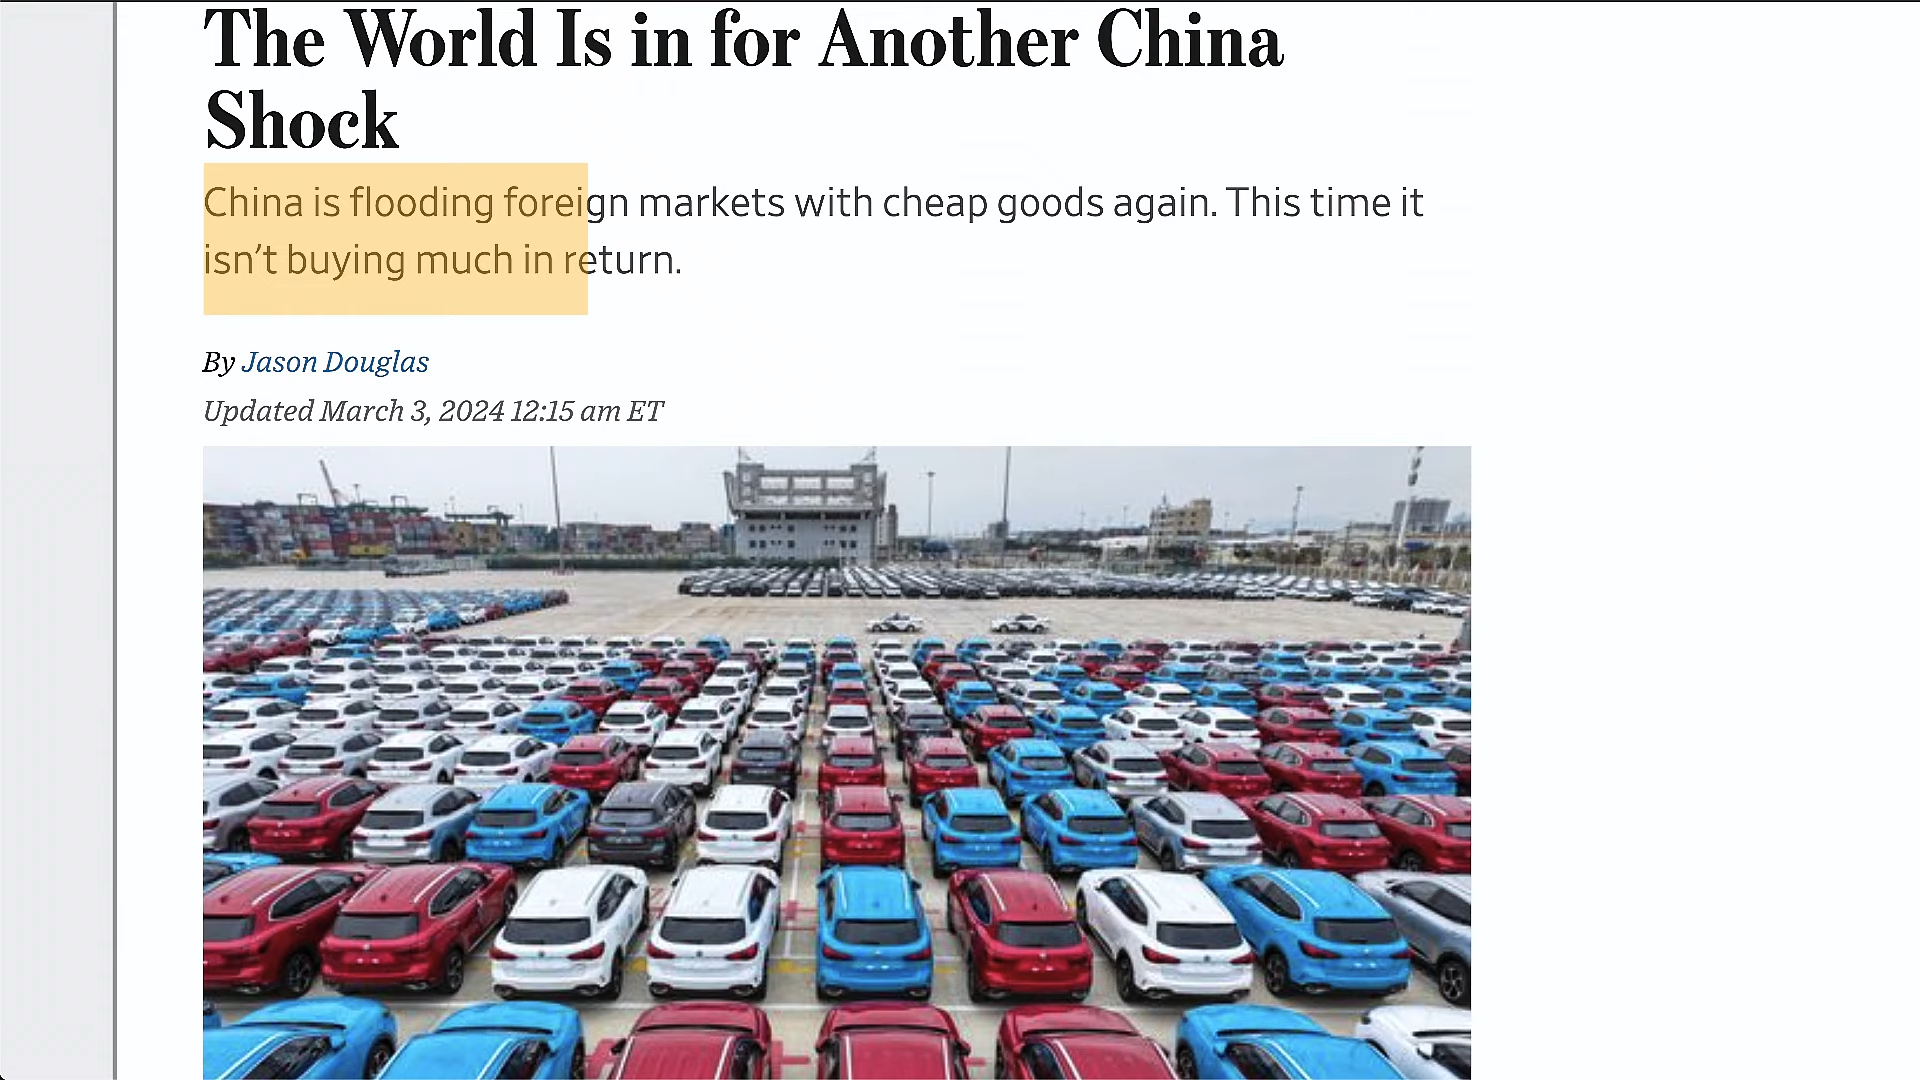 The World Is in for Another China
Shock
China is flooding foreign markets with cheap goods again. This time it
isn’t buying much in return.
By Jason Douglas
Updated March 3, 2024 12:15 am ET